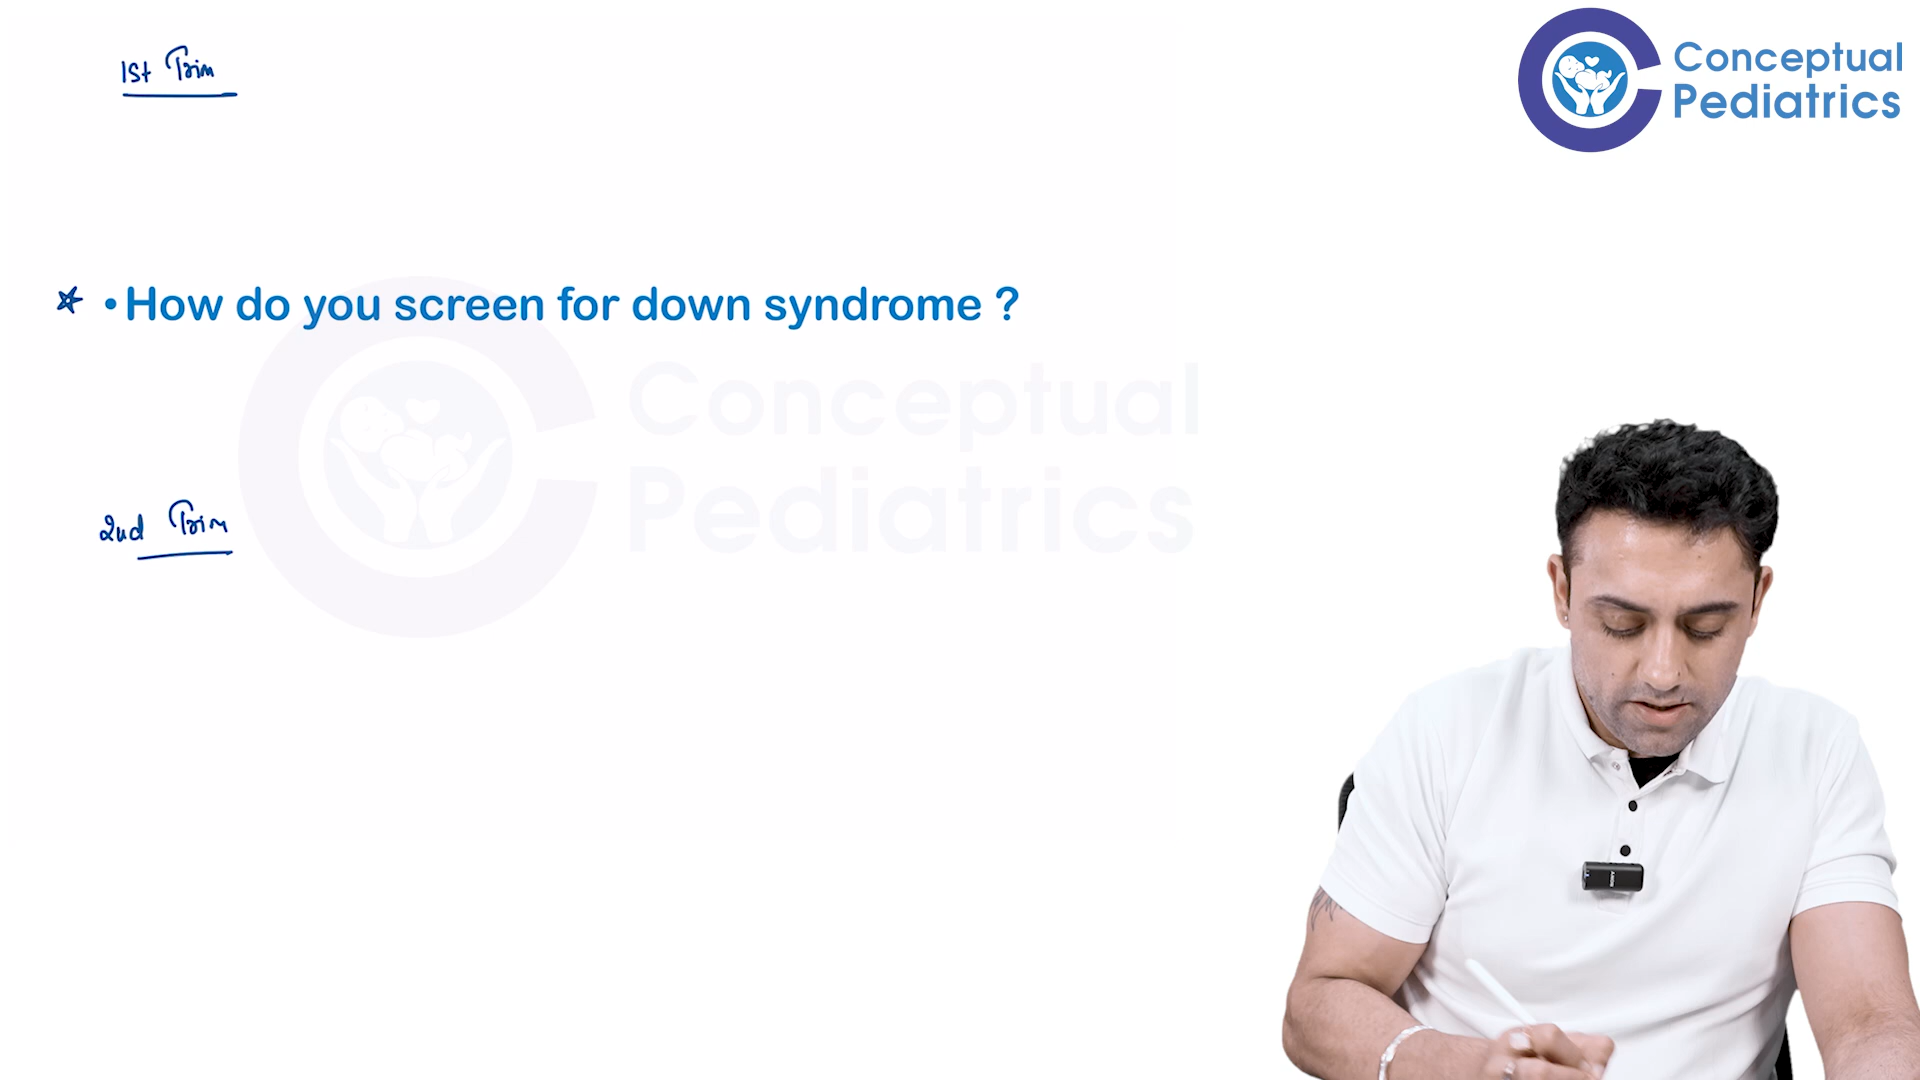 1st Trim
Conceptual
Pediatrics
• How do you screen for down syndrome ?
Conceptual
Pediatrics
2nd Trim